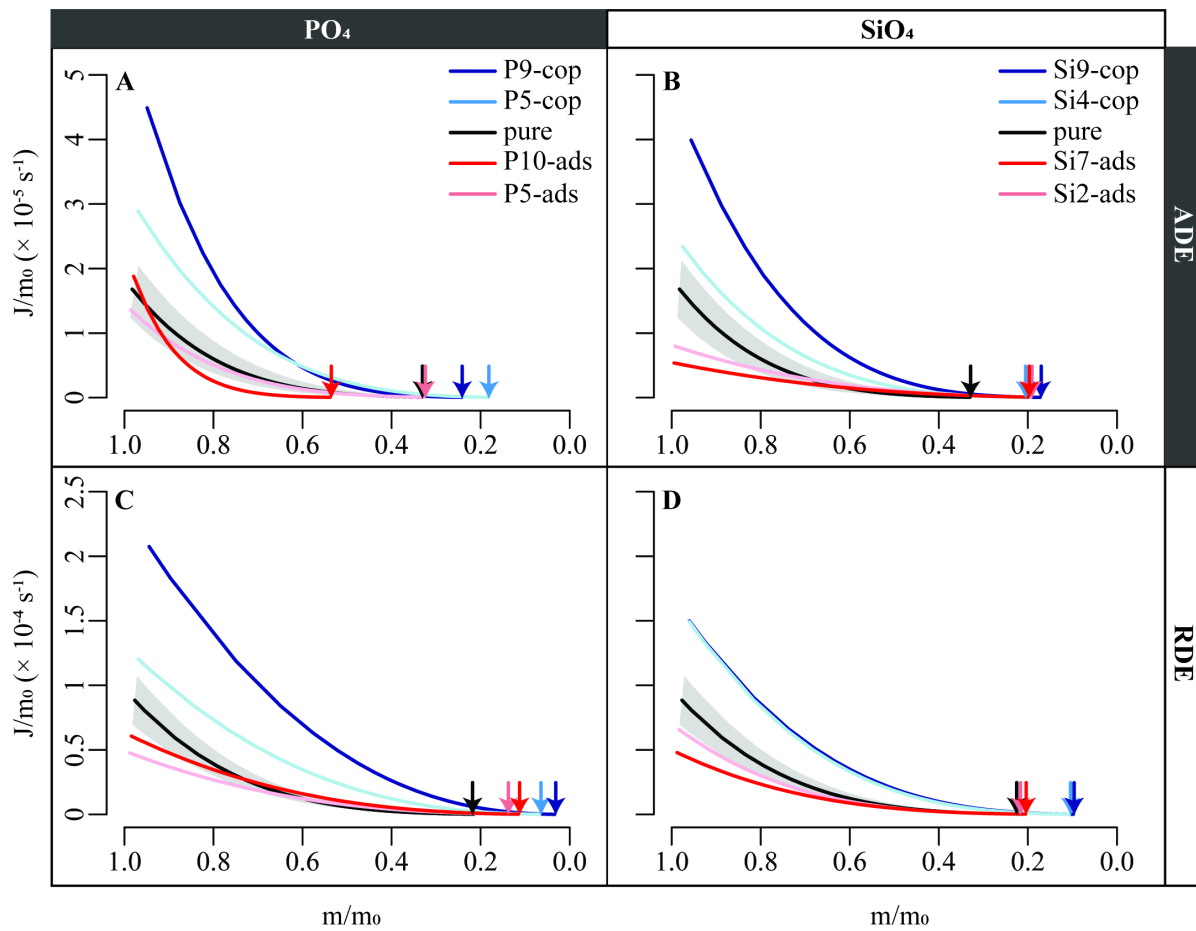 PO₄ SiO₄
A
P9-cop
P5-cop
pure
P10-ads
P5-ads
B
Si9-cop
Si4-cop
pure
Si7-ads
Si2-ads
ADE
J/m₀ (× 10⁻⁵ s⁻¹)
5
4
3
2
1
0
1.0 0.8 0.6 0.4 0.2 0.0
1.0 0.8 0.6 0.4 0.2 0.0
C
D
RDE
J/m₀ (× 10⁻⁴ s⁻¹)
2.5
2
1.5
1
0.5
0
1.0 0.8 0.6 0.4 0.2 0.0
1.0 0.8 0.6 0.4 0.2 0.0
m/m₀ m/m₀